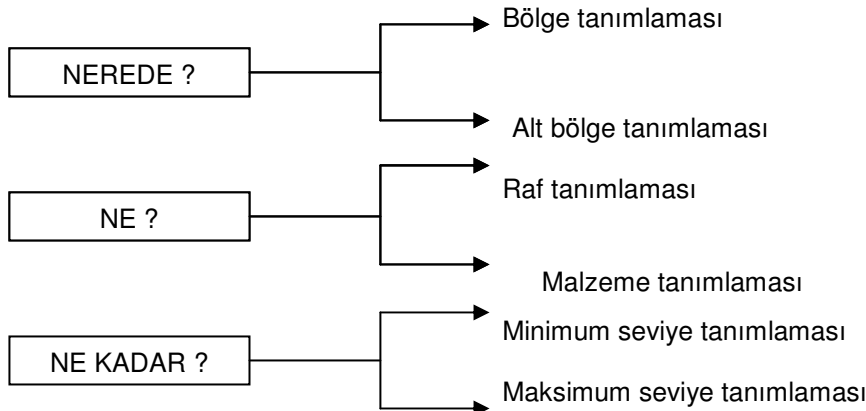 Bölge tanımlaması
NEREDE ?
Alt bölge tanımlaması
Raf tanımlaması
NE ?
Malzeme tanımlaması
Minimum seviye tanımlaması
NE KADAR ?
Maksimum seviye tanımlaması